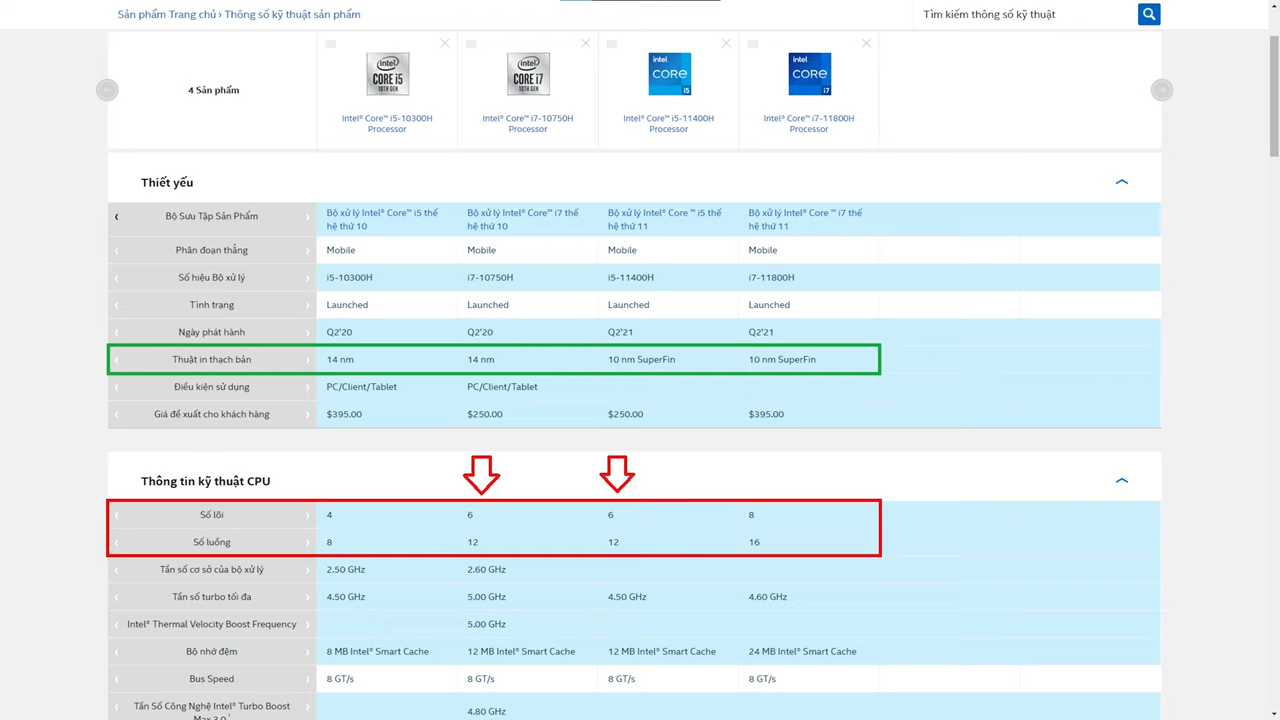 Sản phẩm Trang chủ › Thông số kỹ thuật sản phẩm
Tìm kiếm thông số kỹ thuật
4 Sản phẩm
intel CORE i5 10TH GEN
intel CORE i7 10TH GEN
intel CORE i5
intel CORE i7
Intel® Core™ i5-10300H Processor
Intel® Core™ i7-10750H Processor
Intel® Core™ i5-11400H Processor
Intel® Core™ i7-11800H Processor
Thiết yếu
Bộ Sưu Tập Sản Phẩm Bộ xử lý Intel® Core™ i5 thế hệ thứ 10 Bộ xử lý Intel® Core™ i7 thế hệ thứ 10 Bộ xử lý Intel® Core ™ i5 thế hệ thứ 11 Bộ xử lý Intel® Core ™ i7 thế hệ thứ 11
Phân đoạn thẳng Mobile Mobile Mobile Mobile
Số hiệu Bộ xử lý i5-10300H i7-10750H i5-11400H i7-11800H
Tình trạng Launched Launched Launched Launched
Ngày phát hành Q2'20 Q2'20 Q2'21 Q2'21
Thuật in thạch bản 14 nm 14 nm 10 nm SuperFin 10 nm SuperFin
Điều kiện sử dụng PC/Client/Tablet PC/Client/Tablet
Giá đề xuất cho khách hàng $395.00 $250.00 $250.00 $395.00
Thông tin kỹ thuật CPU
Số lõi 4 6 6 8
Số luồng 8 12 12 16
Tần số cơ sở của bộ xử lý 2.50 GHz 2.60 GHz
Tần số turbo tối đa 4.50 GHz 5.00 GHz 4.50 GHz 4.60 GHz
Intel® Thermal Velocity Boost Frequency 5.00 GHz
Bộ nhớ đệm 8 MB Intel® Smart Cache 12 MB Intel® Smart Cache 12 MB Intel® Smart Cache 24 MB Intel® Smart Cache
Bus Speed 8 GT/s 8 GT/s 8 GT/s 8 GT/s
Tần Số Công Nghệ Intel® Turbo Boost Max 3.0 4.80 GHz